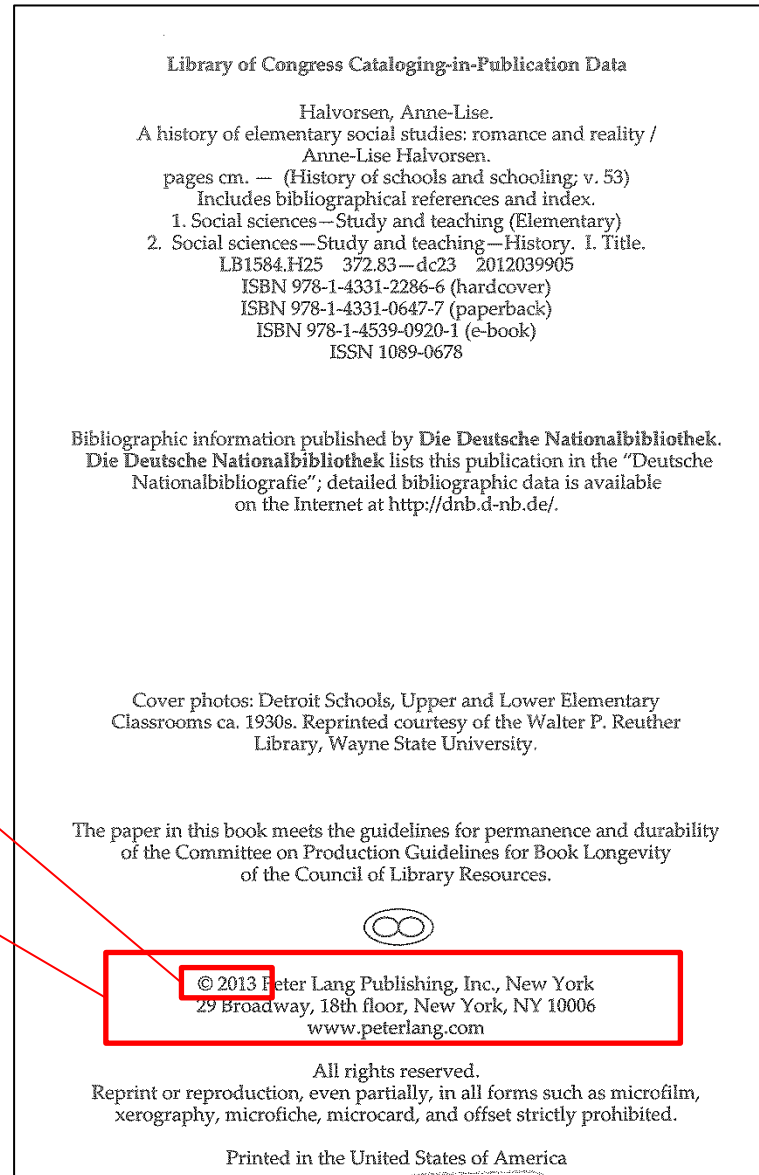 Library of Congress Cataloging-in-Publication Data
Halvorsen, Anne-Lise.
A history of elementary social studies: romance and reality /
Anne-Lise Halvorsen.
pages cm. — (History of schools and schooling; v. 53)
Includes bibliographical references and index.
1. Social sciences—Study and teaching (Elementary)
2. Social sciences—Study and teaching—History. I. Title.
LB1584.H25 372.83—dc23 2012039905
ISBN 978-1-4331-2286-6 (hardcover)
ISBN 978-1-4331-0647-7 (paperback)
ISBN 978-1-4539-0920-1 (e-book)
ISSN 1089-0678
Bibliographic information published by Die Deutsche Nationalbibliothek.
Die Deutsche Nationalbibliothek lists this publication in the “Deutsche
Nationalbibliografie”; detailed bibliographic data is available
on the Internet at http://dnb.d-nb.de/.
Cover photos: Detroit Schools, Upper and Lower Elementary
Classrooms ca. 1930s. Reprinted courtesy of the Walter P. Reuther
Library, Wayne State University.
The paper in this book meets the guidelines for permanence and durability
of the Committee on Production Guidelines for Book Longevity
of the Council of Library Resources.
© 2013 Peter Lang Publishing, Inc., New York
29 Broadway, 18th floor, New York, NY 10006
www.peterlang.com
All rights reserved.
Reprint or reproduction, even partially, in all forms such as microfilm,
xerography, microfiche, microcard, and offset strictly prohibited.
Printed in the United States of America